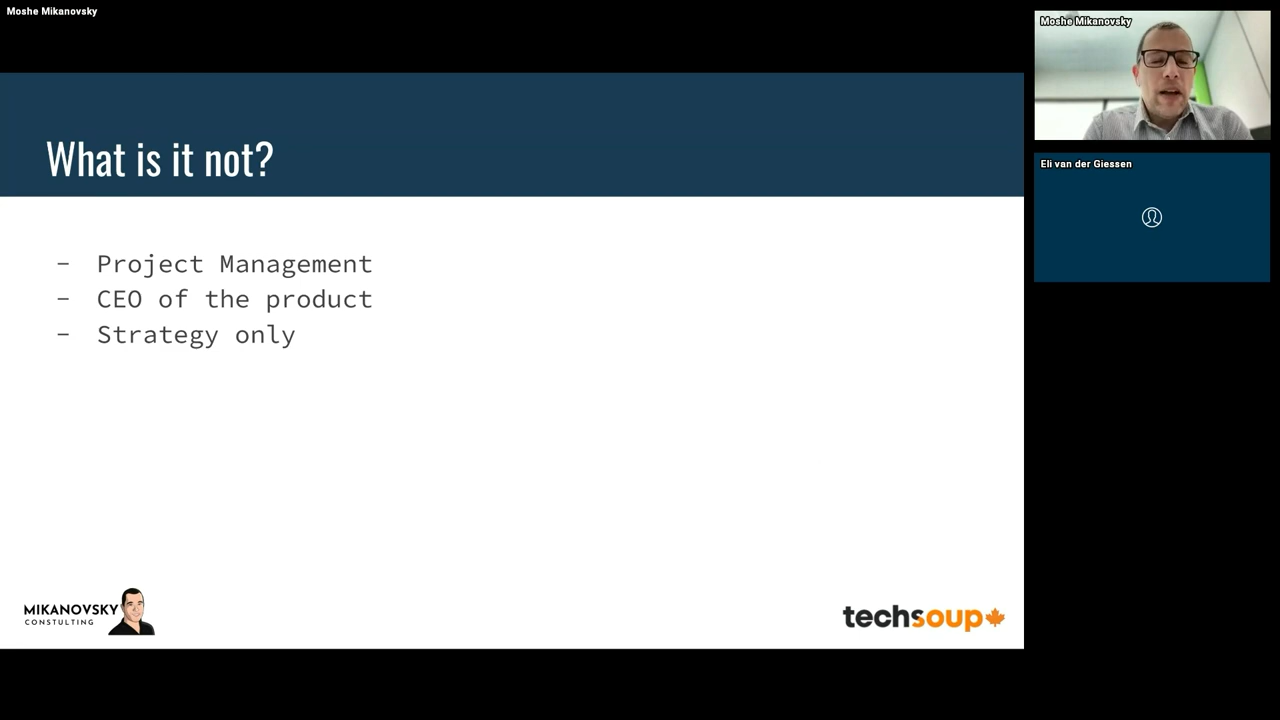 Moshe Mikanovsky
What is it not?
- Project Management
- CEO of the product
- Strategy only
MIKANOVSKY
CONSTULTING
techsoup
Moshe Mikanovsky
Eli van der Giessen